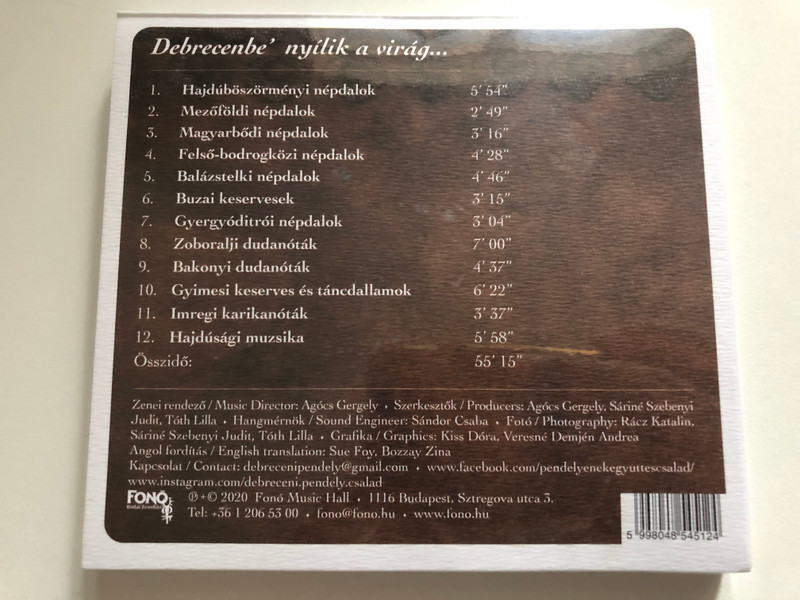 Debrecenbe' nyílik a virág...
1. Hajdúböszörményi népdalok 5' 54"
2. Mezőföldi népdalok 2' 49"
3. Magyarbődi népdalok 3' 16"
4. Felső-bodrogközi népdalok 4' 28"
5. Balázstelki népdalok 4' 46"
6. Buzai keservesek 3' 15"
7. Gyergyóditrói népdalok 3' 04"
8. Zoboralji dudanóták 7' 00"
9. Bakonyi dudanóták 4' 37"
10. Gyimesi keserves és táncdallamok 6' 22"
11. Imregi karikanóták 3' 37"
12. Hajdúsági muzsika 5' 58"
Összidő: 55' 15"
Zenei rendező / Music Director: Agócs Gergely • Szerkesztők / Producers: Agócs Gergely, Sáriné Szebenyi
Judit, Tóth Lilla • Hangmérnök / Sound Engineer: Sándor Csaba • Fotó / Photography: Rácz Katalin,
Sáriné Szebenyi Judit, Tóth Lilla • Grafika / Graphics: Kiss Dóra, Veresné Demjén Andrea
Angol fordítás / English translation: Sue Foy, Bozzay Zina
Kapcsolat / Contact: debrecenipendely@gmail.com • www.facebook.com/pendelyenekegyuttescsalad/
www.instagram.com/debreceni.pendely.csalad
FONÓ
Budai Zeneház
℗+© 2020 Fonó Music Hall • 1116 Budapest, Sztregova utca 3.
Tel: +36 1 206 53 00 • fono@fono.hu • www.fono.hu
5 998048 545124